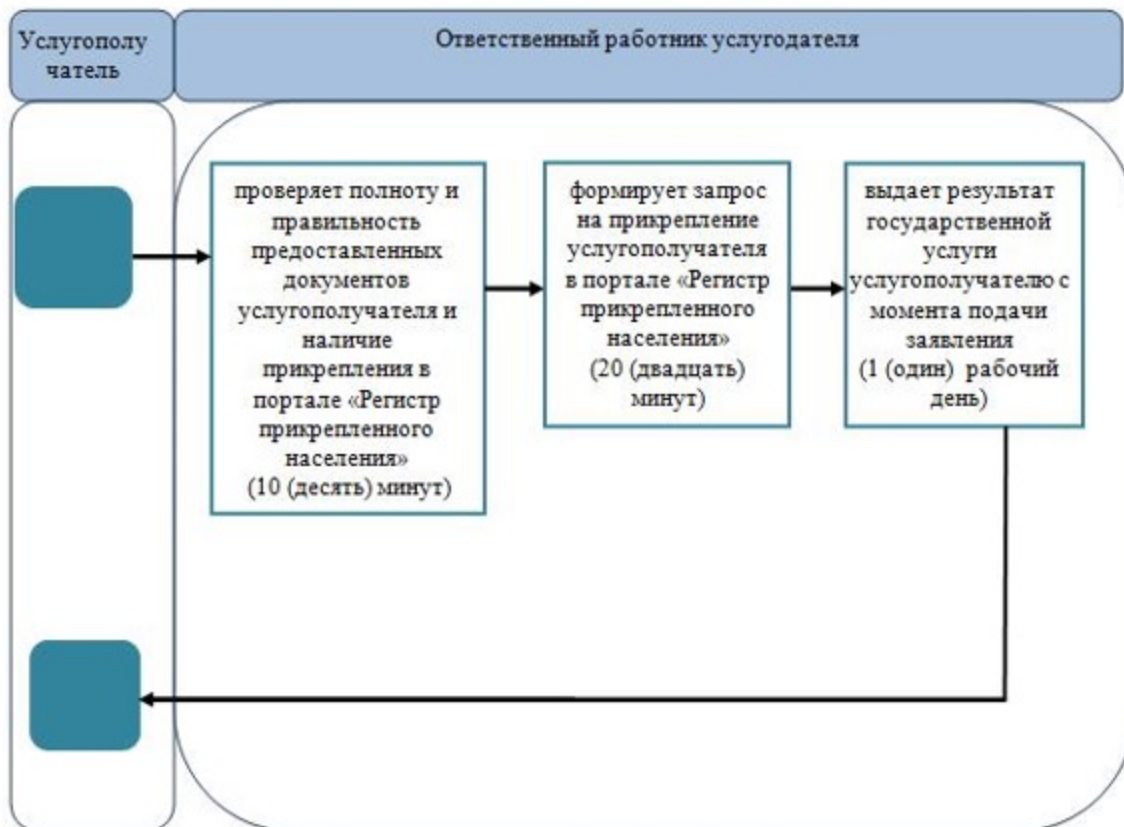 Услугополу
чатель
Ответственный работник услугодателя
проверяет полноту и
правильность
предоставленных
документов
услугополучателя и
наличие
прикрепления в
портале «Регистр
прикрепленного
населения»
(10 (десять) минут)
формирует запрос
на прикрепление
услугополучателя
в портале «Регистр
прикрепленного
населения»
(20 (двадцать)
минут)
выдает результат
государственной
услуги
услугополучателю с
момента подачи
заявления
(1 (один) рабочий
день)